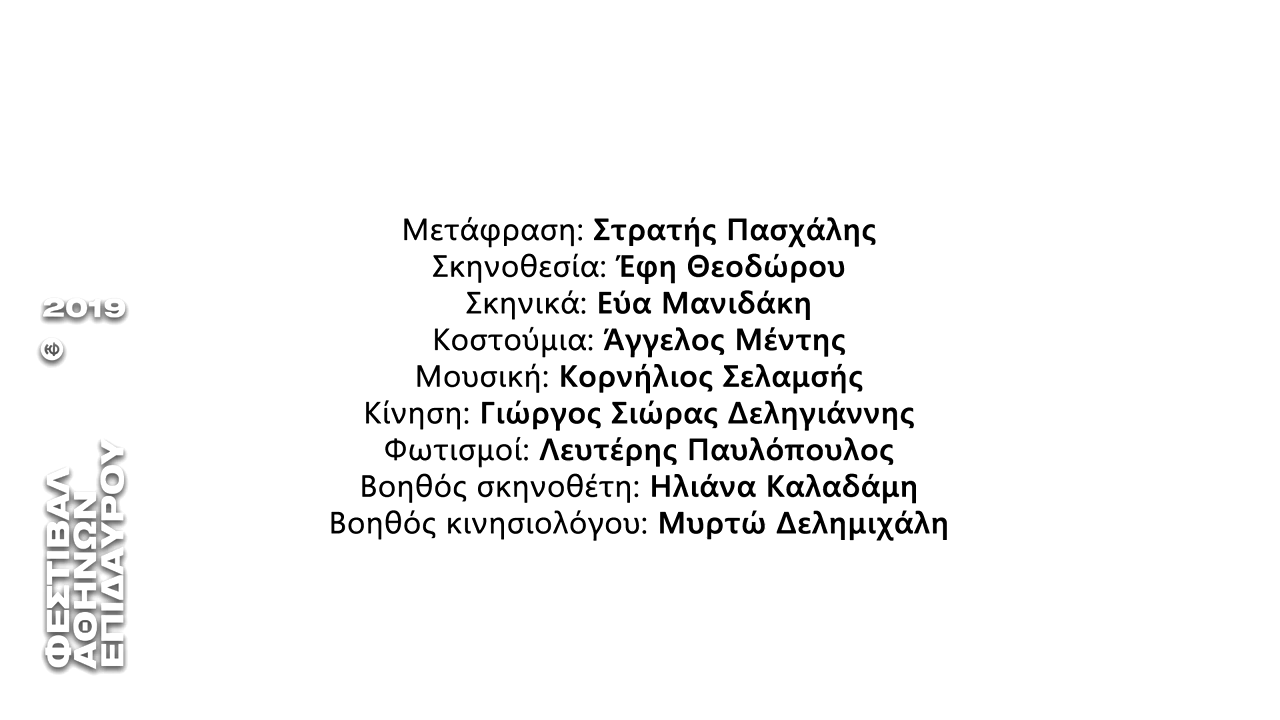 Μετάφραση: Στρατής Πασχάλης
Σκηνοθεσία: Έφη Θεοδώρου
Σκηνικά: Εύα Μανιδάκη
Κοστούμια: Άγγελος Μέντης
Μουσική: Κορνήλιος Σελαμσής
Κίνηση: Γιώργος Σιώρας Δεληγιάννης
Φωτισμοί: Λευτέρης Παυλόπουλος
Βοηθός σκηνοθέτη: Ηλιάνα Καλαδάμη
Βοηθός κινησιολόγου: Μυρτώ Δελημιχάλη
2019
ΦΕΣΤΙΒΑΛ
ΑΘΗΝΩΝ
ΕΠΙΔΑΥΡΟΥ